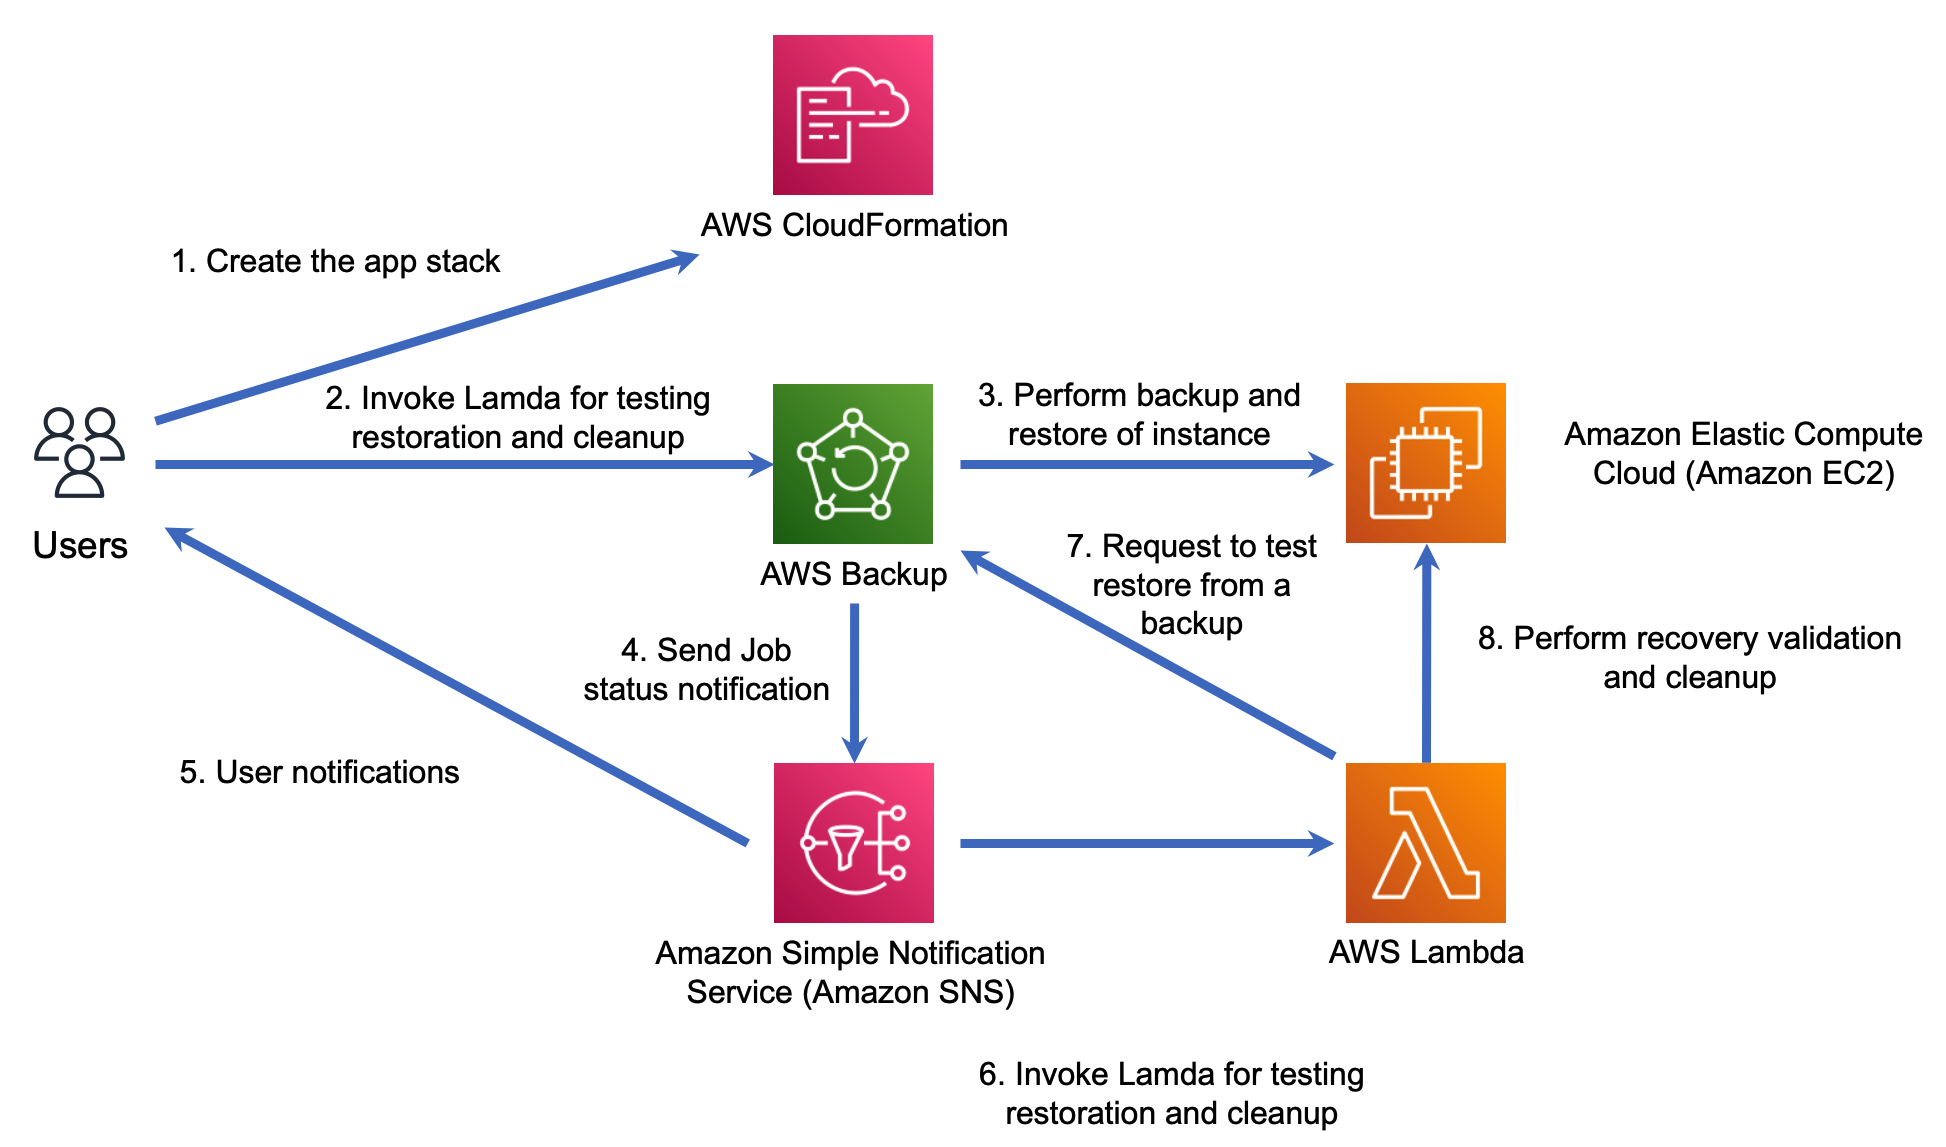 AWS CloudFormation
1. Create the app stack
2. Invoke Lamda for testing
restoration and cleanup
3. Perform backup and
restore of instance
Amazon Elastic Compute
Cloud (Amazon EC2)
Users
AWS Backup
7. Request to test
restore from a
backup
4. Send Job
status notification
8. Perform recovery validation
and cleanup
5. User notifications
Amazon Simple Notification
Service (Amazon SNS)
AWS Lambda
6. Invoke Lamda for testing
restoration and cleanup